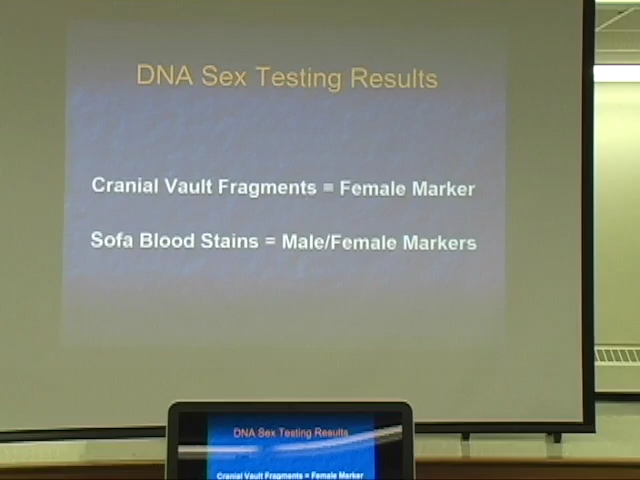 DNA Sex Testing Results
Cranial Vault Fragments = Female Marker
Sofa Blood Stains = Male/Female Markers
DNA Sex Testing Results
Cranial Vault Fragments = Female Marker